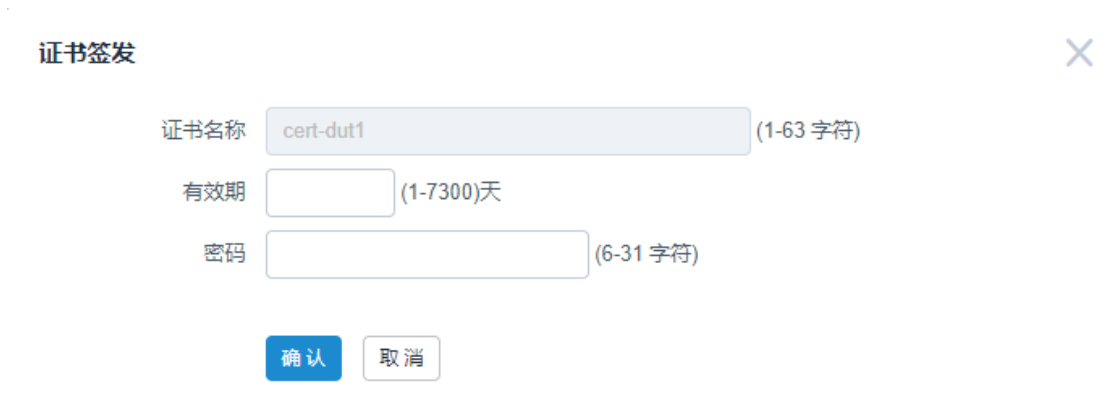 证书签发
证书名称 cert-dut1 (1-63 字符)
有效期 (1-7300)天
密码 (6-31 字符)
确认 取消